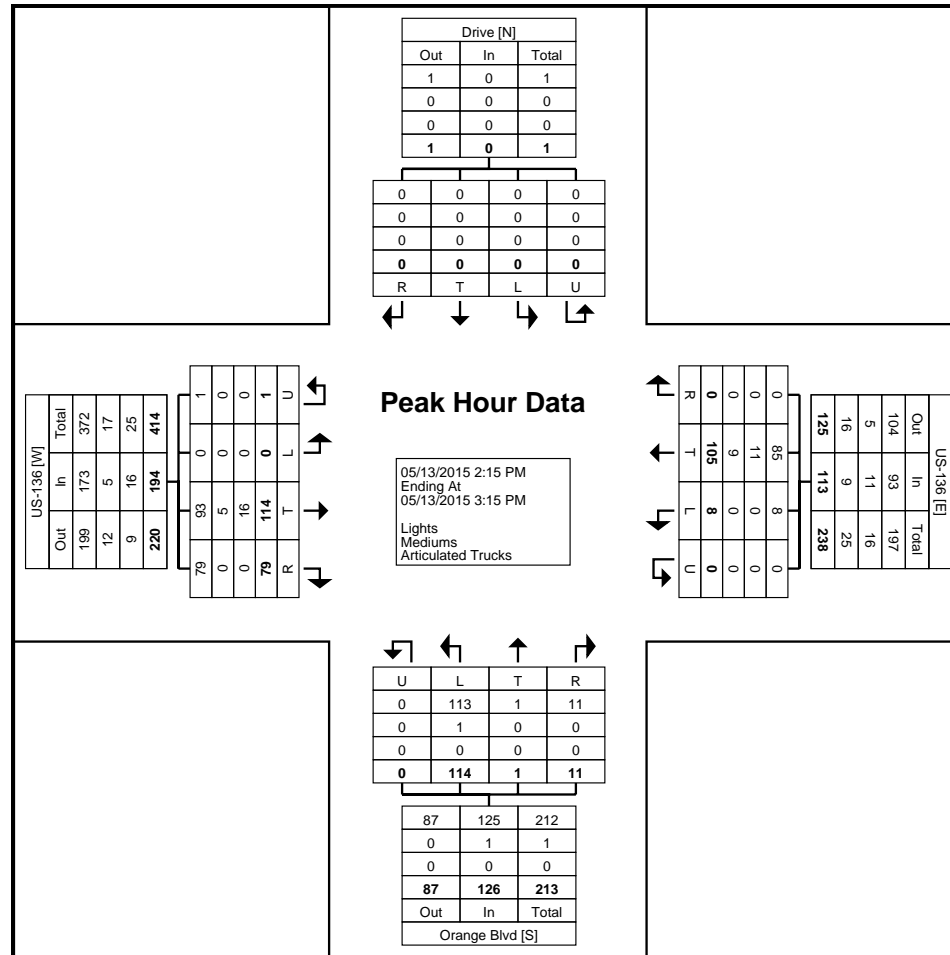 Drive [N]
Out In Total
1 0 1
0 0 0
0 0 0
1 0 1
0 0 0 0
0 0 0 0
0 0 0 0
0 0 0 0
R T L U
US-136 [W]
Total In Out
372 173 199
17 5 12
25 16 9
414 194 220
1 0 93 79
0 0 5 0
0 0 16 0
1 0 114 79
U L T R
Peak Hour Data
05/13/2015 2:15 PM
Ending At
05/13/2015 3:15 PM
Lights
Mediums
Articulated Trucks
US-136 [E]
Out In Total
104 93 197
5 11 16
16 9 25
125 113 238
0 85 8 0
0 11 0 0
0 9 0 0
0 105 8 0
R T L U
U L T R
0 113 1 11
0 1 0 0
0 0 0 0
0 114 1 11
87 125 212
0 1 1
0 0 0
87 126 213
Out In Total
Orange Blvd [S]